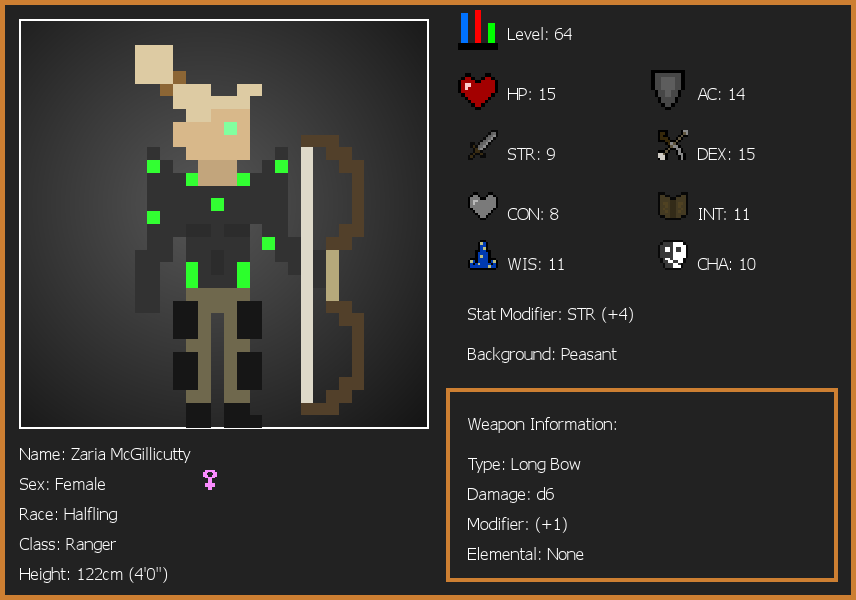 Level: 64
HP: 15
AC: 14
STR: 9
DEX: 15
CON: 8
INT: 11
WIS: 11
CHA: 10
Stat Modifier: STR (+4)
Background: Peasant
Weapon Information:
Type: Long Bow
Damage: d6
Modifier: (+1)
Elemental: None
Name: Zaria McGillicutty
Sex: Female
Race: Halfling
Class: Ranger
Height: 122cm (4'0")